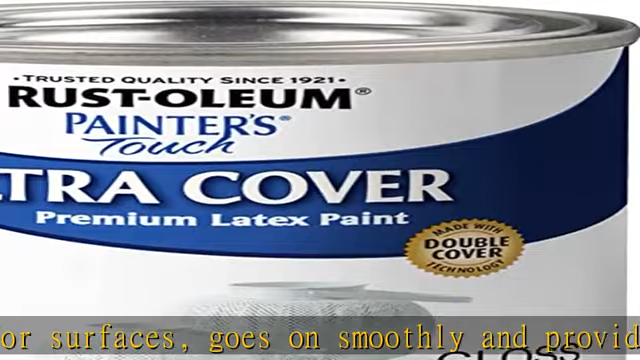 •TRUSTED QUALITY SINCE 1921•
RUST-OLEUM®
PAINTER'S®
Touch
TRA COVER
Premium Latex Paint
MADE WITH
DOUBLE
COVER
TECHNOLOGY
GLOSS
or surfaces, goes on smoothly and provid